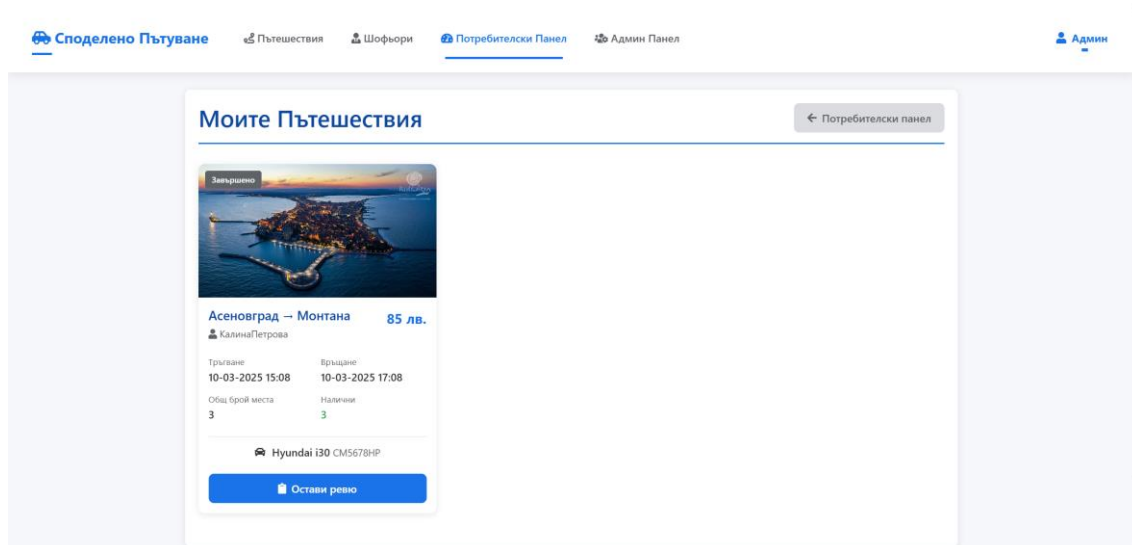 Споделено Пътуване
Пътешествия
Шофьори
Потребителски Панел
Админ Панел
Админ
Моите Пътешествия
← Потребителски панел
Завършено
Асеновград → Монтана
85 лв.
КалинаПетрова
Тръгване Връщане
10-03-2025 15:08 10-03-2025 17:08
Общ брой места Налични
3 3
Hyundai i30 CM5678HP
Остави ревю